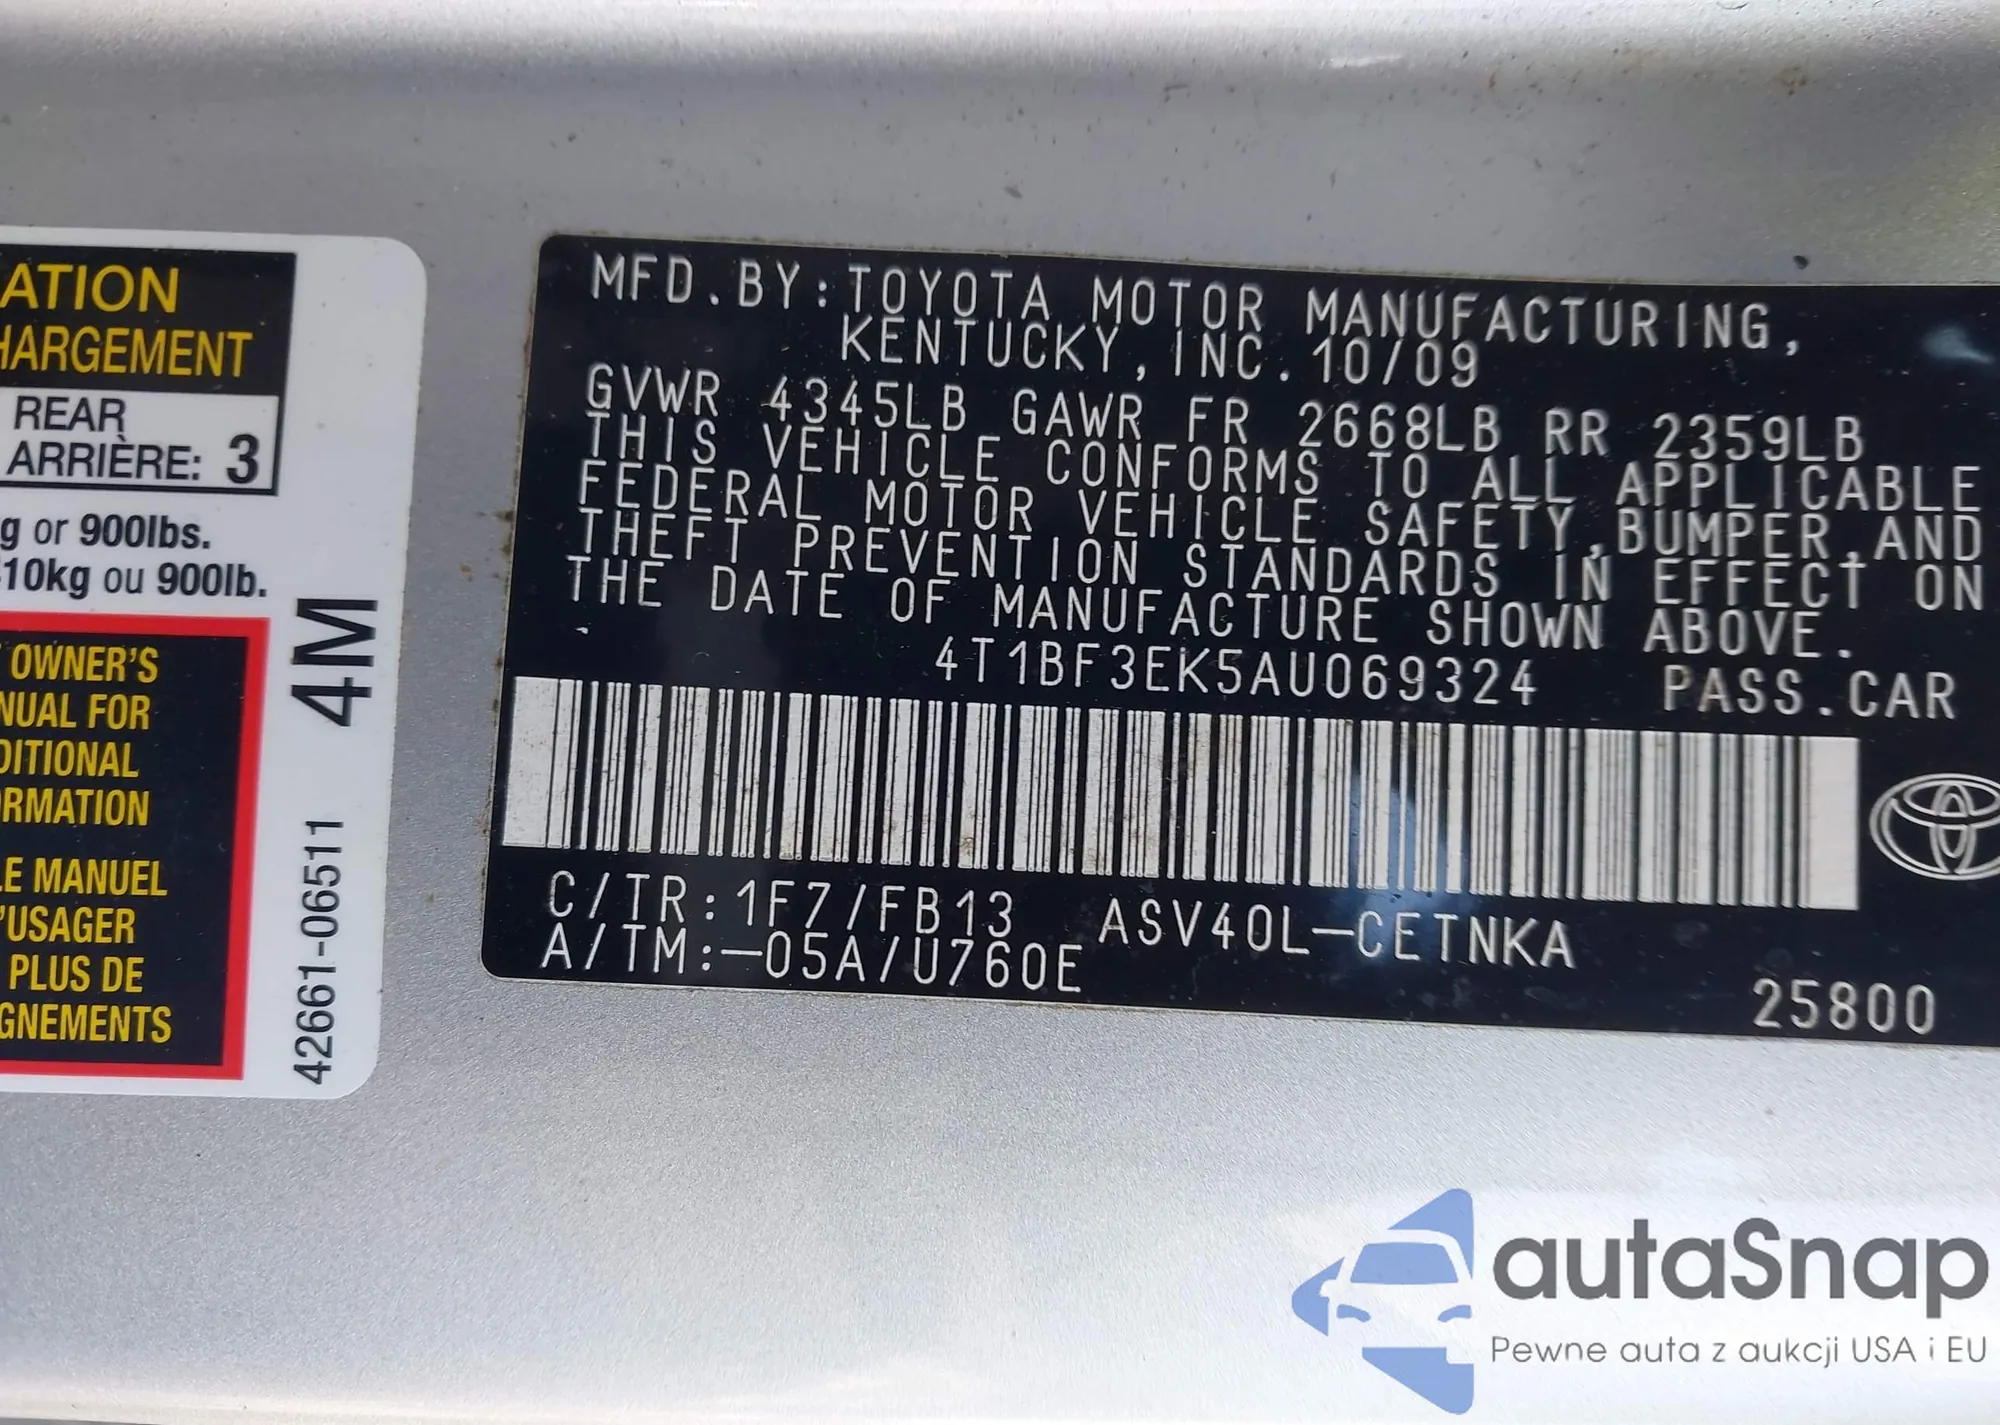 ATION
HARGEMENT
REAR
ARRIÈRE: 3
g or 900lbs.
10kg ou 900lb.
OWNER'S
NUAL FOR
DITIONAL
ORMATION
LE MANUEL
'USAGER
PLUS DE
GNEMENTS
4M
42661-06511
MFD.BY:TOYOTA MOTOR MANUFACTURING,
KENTUCKY,INC.10/09
GVWR 4345LB GAWR FR 2668LB RR 2359LB
THIS VEHICLE CONFORMS TO ALL APPLICABLE
FEDERAL MOTOR VEHICLE SAFETY,BUMPER,AND
THEFT PREVENTION STANDARDS IN EFFECT ON
THE DATE OF MANUFACTURE SHOWN ABOVE.
4T1BF3EK5AU069324 PASS.CAR
C/TR:1F7/FB13 ASV40L-CETNKA
A/TM:-05A/U760E
25800
autaSnap
Pewne auta z aukcji USA i EU